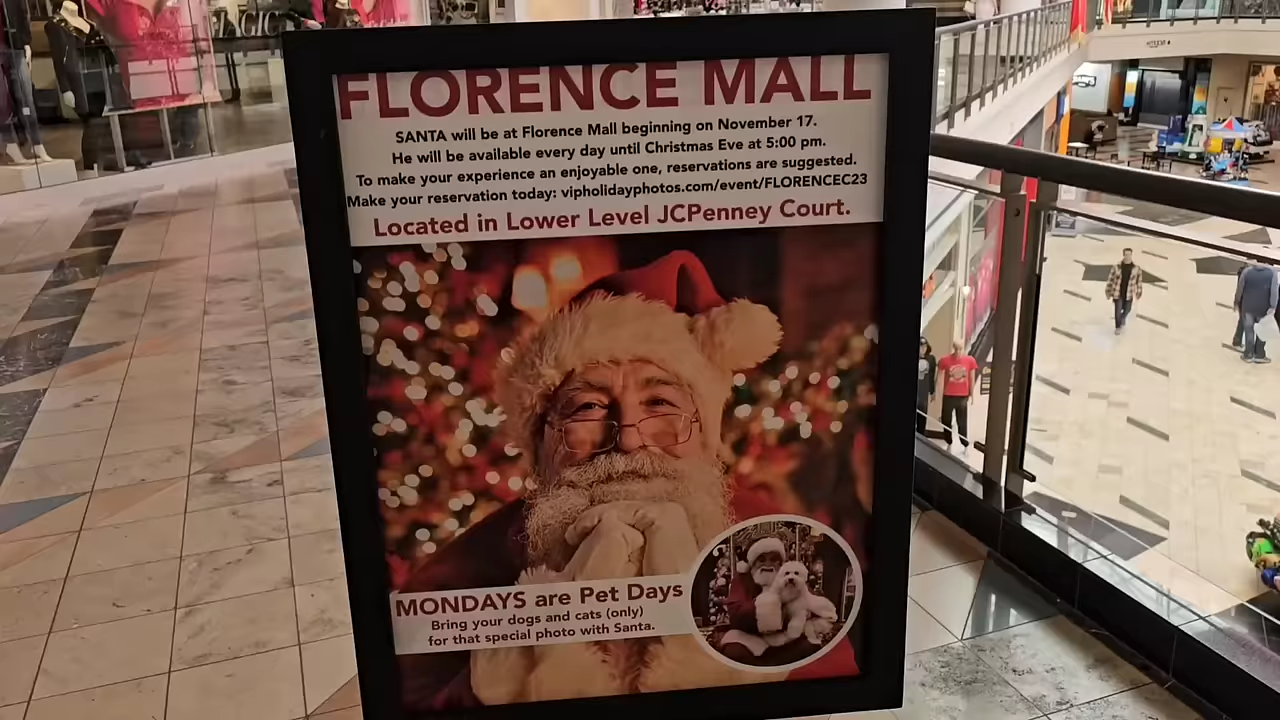 FLORENCE MALL
SANTA will be at Florence Mall beginning on November 17.
He will be available every day until Christmas Eve at 5:00 pm.
To make your experience an enjoyable one, reservations are suggested.
Make your reservation today: vipholidayphotos.com/event/FLORENCEC23
Located in Lower Level JCPenney Court.
MONDAYS are Pet Days
Bring your dogs and cats (only)
for that special photo with Santa.